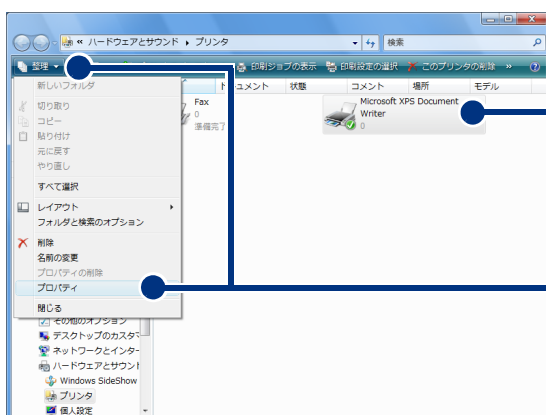 « ハードウェアとサウンド ▸ プリンタ
検索
整理
印刷ジョブの表示 印刷設定の選択 このプリンタの削除 »
ドキュメント 状態 コメント 場所 モデル
新しいフォルダ
切り取り
コピー
貼り付け
元に戻す
やり直し
すべて選択
レイアウト
フォルダと検索のオプション
削除
名前の変更
プロパティの削除
プロパティ
閉じる
Fax
0
準備完了
Microsoft XPS Document
Writer
0
その他のオプション
デスクトップのカスタマ
ネットワークとインター
ハードウェアとサウンド
Windows SideShow
プリンタ
個人設定